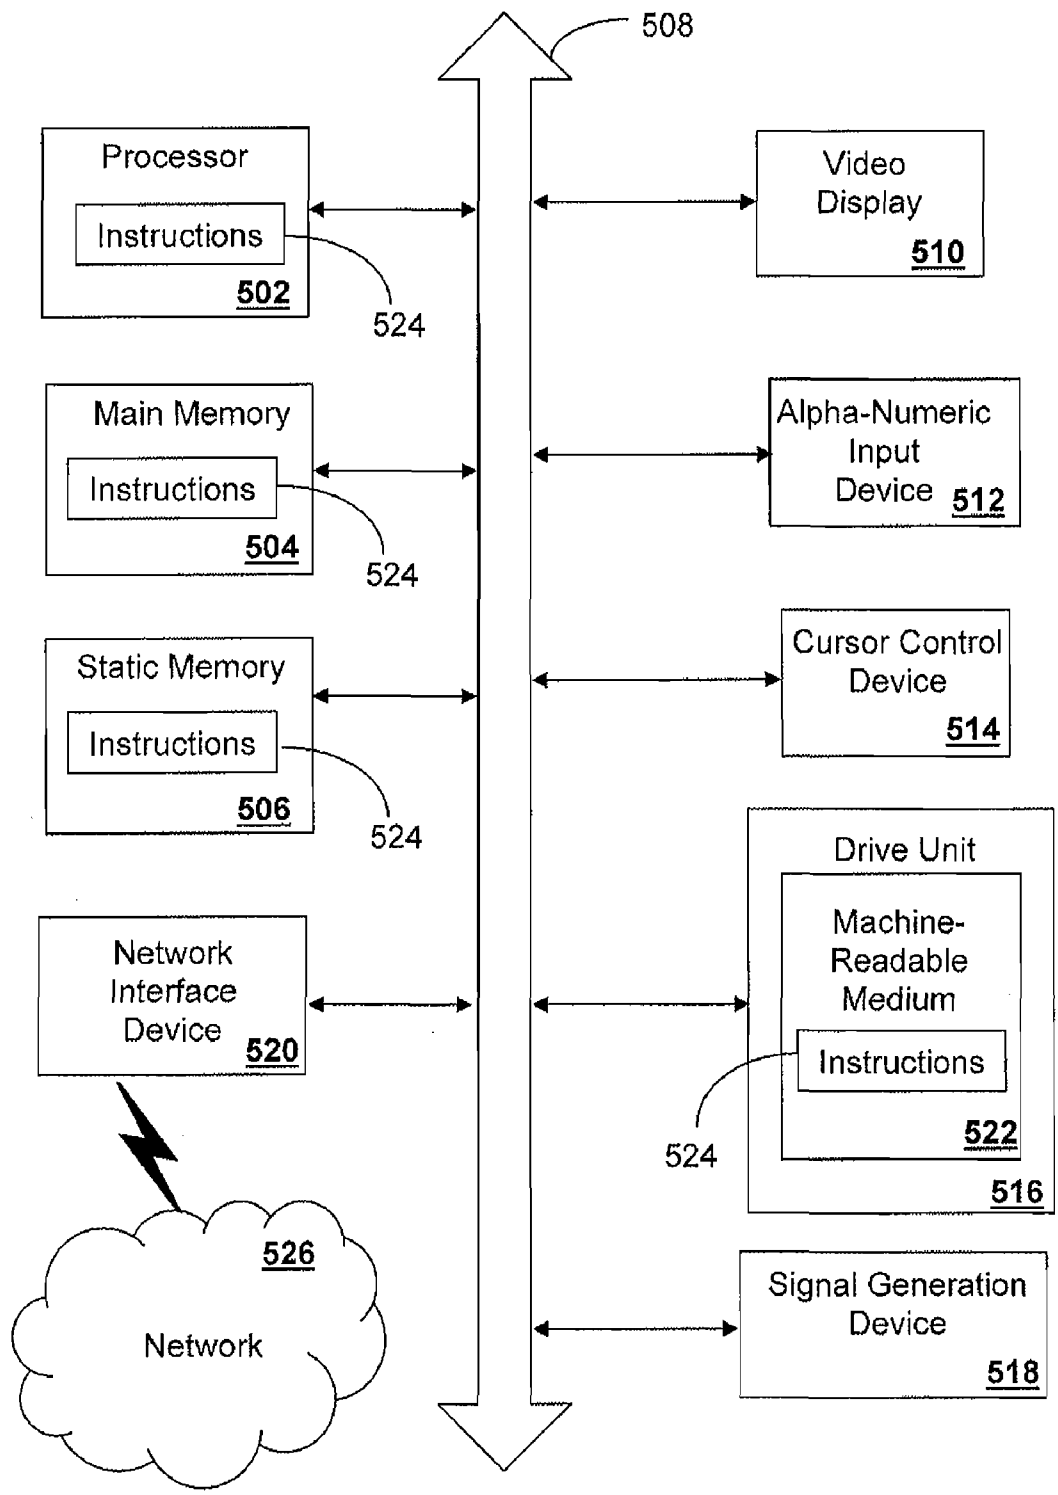 508
Processor
Instructions
502
524
Main Memory
Instructions
504
524
Static Memory
Instructions
506
524
Network
Interface
Device
520
526
Network
Video
Display
510
Alpha-Numeric
Input
Device
512
Cursor Control
Device
514
Drive Unit
Machine-
Readable
Medium
Instructions
524
522
516
Signal Generation
Device
518